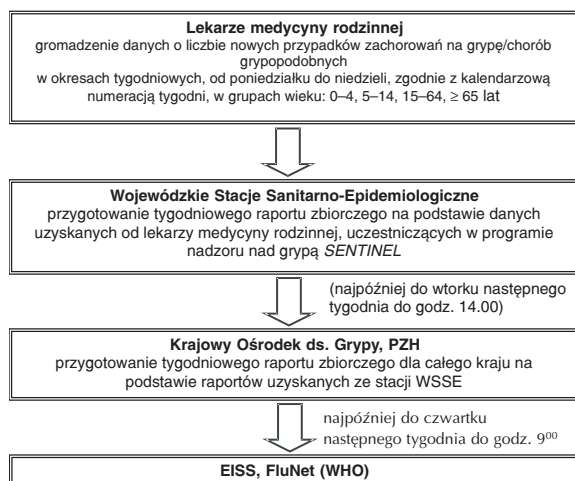 Lekarze medycyny rodzinnej
gromadzenie danych o liczbie nowych przypadków zachorowań na grypę/chorób
grypopodobnych
w okresach tygodniowych, od poniedziałku do niedzieli, zgodnie z kalendarzową
numeracją tygodni, w grupach wieku: 0–4, 5–14, 15–64, ≥ 65 lat
Wojewódzkie Stacje Sanitarno-Epidemiologiczne
przygotowanie tygodniowego raportu zbiorczego na podstawie danych
uzyskanych od lekarzy medycyny rodzinnej, uczestniczących w programie
nadzoru nad grypą SENTINEL
(najpóźniej do wtorku następnego
tygodnia do godz. 14.00)
Krajowy Ośrodek ds. Grypy, PZH
przygotowanie tygodniowego raportu zbiorczego dla całego kraju na
podstawie raportów uzyskanych ze stacji WSSE
najpóźniej do czwartku
następnego tygodnia do godz. 9⁰⁰
EISS, FluNet (WHO)